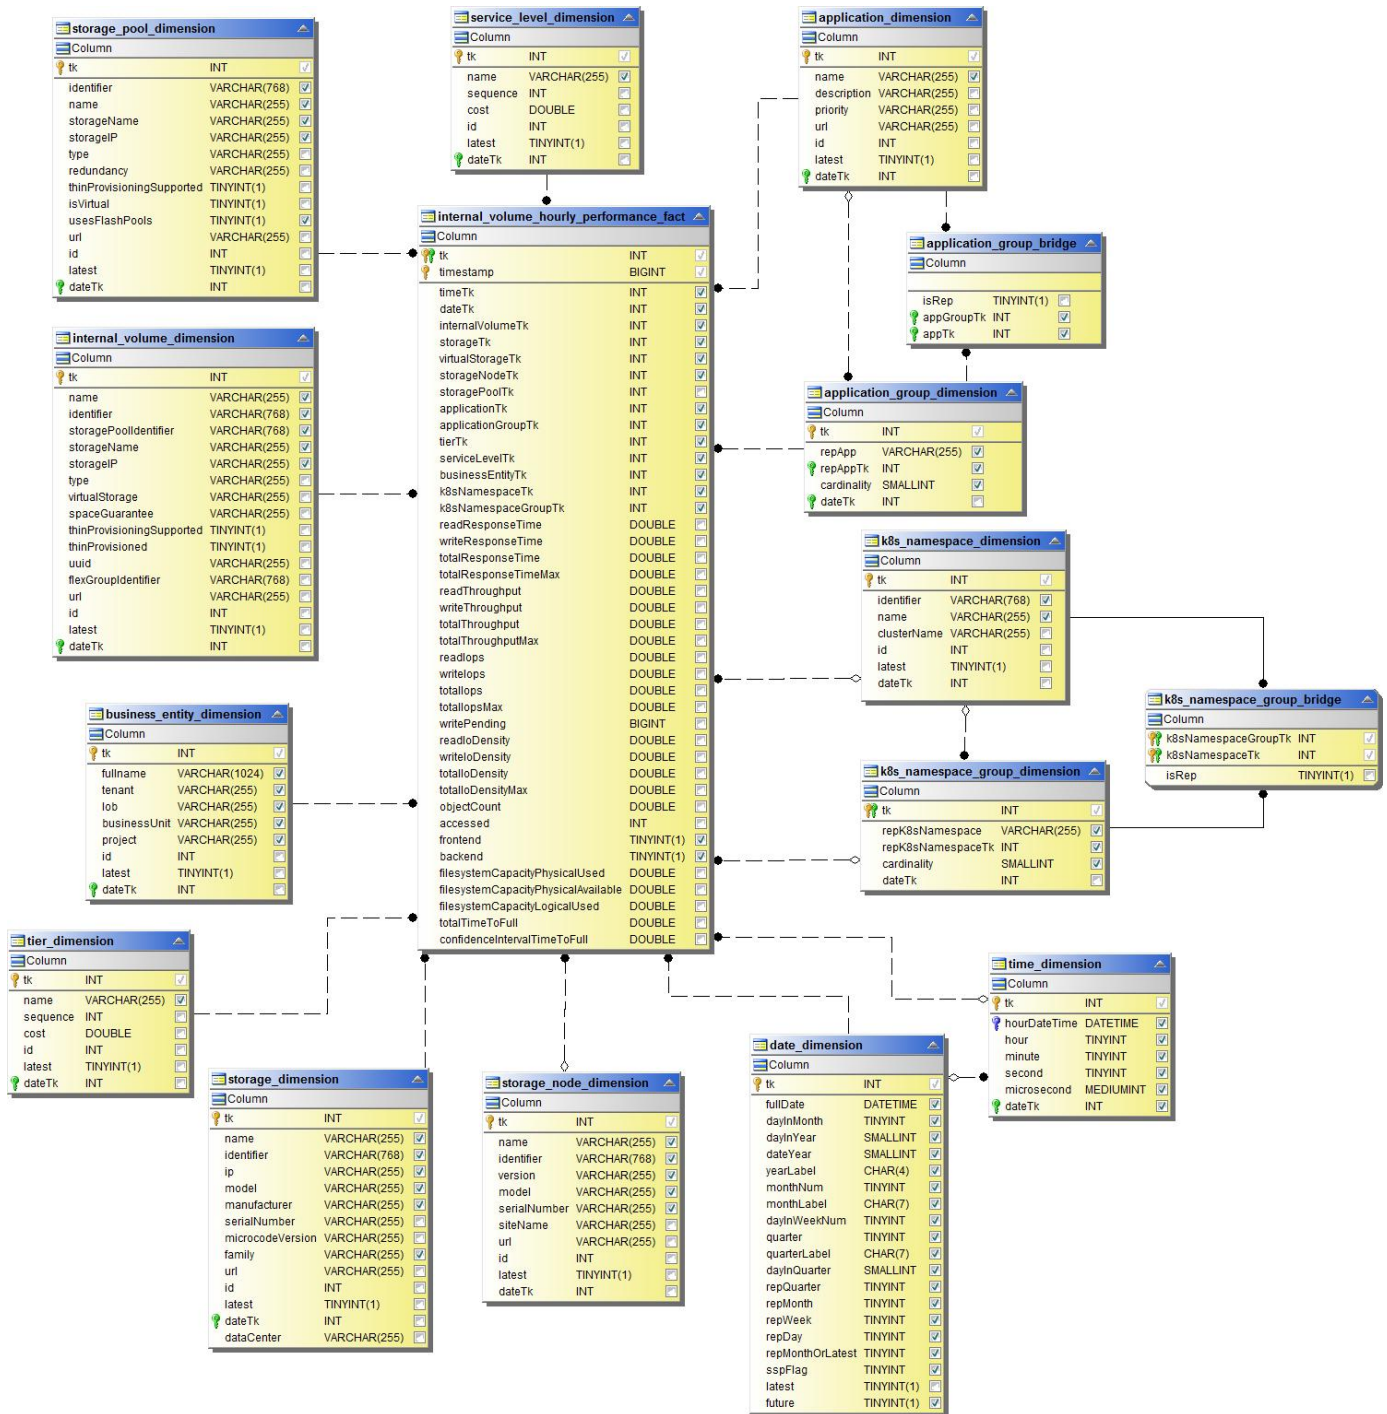 storage_pool_dimension
Column
tk INT
identifier VARCHAR(768)
name VARCHAR(255)
storageName VARCHAR(255)
storageIP VARCHAR(255)
type VARCHAR(255)
redundancy VARCHAR(255)
thinProvisioningSupported TINYINT(1)
isVirtual TINYINT(1)
usesFlashPools TINYINT(1)
url VARCHAR(255)
id INT
latest TINYINT(1)
dateTk INT
service_level_dimension
Column
tk INT
name VARCHAR(255)
sequence INT
cost DOUBLE
id INT
latest TINYINT(1)
dateTk INT
application_dimension
Column
tk INT
name VARCHAR(255)
description VARCHAR(255)
priority VARCHAR(255)
url VARCHAR(255)
id INT
latest TINYINT(1)
dateTk INT
internal_volume_hourly_performance_fact
Column
tk INT
timestamp BIGINT
timeTk INT
dateTk INT
internalVolumeTk INT
storageTk INT
virtualStorageTk INT
storageNodeTk INT
storagePoolTk INT
applicationTk INT
applicationGroupTk INT
tierTk INT
serviceLevelTk INT
businessEntityTk INT
k8sNamespaceTk INT
k8sNamespaceGroupTk INT
readResponseTime DOUBLE
writeResponseTime DOUBLE
totalResponseTime DOUBLE
totalResponseTimeMax DOUBLE
readThroughput DOUBLE
writeThroughput DOUBLE
totalThroughput DOUBLE
totalThroughputMax DOUBLE
readIops DOUBLE
writeIops DOUBLE
totalIops DOUBLE
totalIopsMax DOUBLE
writePending BIGINT
readIoDensity DOUBLE
writeIoDensity DOUBLE
totalIoDensity DOUBLE
totalIoDensityMax DOUBLE
objectCount DOUBLE
accessed INT
frontend TINYINT(1)
backend TINYINT(1)
filesystemCapacityPhysicalUsed DOUBLE
filesystemCapacityPhysicalAvailable DOUBLE
filesystemCapacityLogicalUsed DOUBLE
totalTimeToFull DOUBLE
confidenceIntervalTimeToFull DOUBLE
application_group_bridge
Column
isRep TINYINT(1)
appGroupTk INT
appTk INT
internal_volume_dimension
Column
tk INT
name VARCHAR(255)
identifier VARCHAR(768)
storagePoolIdentifier VARCHAR(768)
storageName VARCHAR(255)
storageIP VARCHAR(255)
type VARCHAR(255)
virtualStorage VARCHAR(255)
spaceGuarantee VARCHAR(255)
thinProvisioningSupported TINYINT(1)
thinProvisioned TINYINT(1)
uuid VARCHAR(255)
flexGroupIdentifier VARCHAR(768)
url VARCHAR(255)
id INT
latest TINYINT(1)
dateTk INT
application_group_dimension
Column
tk INT
repApp VARCHAR(255)
repAppTk INT
cardinality SMALLINT
dateTk INT
k8s_namespace_dimension
Column
tk INT
identifier VARCHAR(768)
name VARCHAR(255)
clusterName VARCHAR(255)
id INT
latest TINYINT(1)
dateTk INT
k8s_namespace_group_bridge
Column
k8sNamespaceGroupTk INT
k8sNamespaceTk INT
isRep TINYINT(1)
business_entity_dimension
Column
tk INT
fullname VARCHAR(1024)
tenant VARCHAR(255)
lob VARCHAR(255)
businessUnit VARCHAR(255)
project VARCHAR(255)
id INT
latest TINYINT(1)
dateTk INT
k8s_namespace_group_dimension
Column
tk INT
repK8sNamespace VARCHAR(255)
repK8sNamespaceTk INT
cardinality SMALLINT
dateTk INT
tier_dimension
Column
tk INT
name VARCHAR(255)
sequence INT
cost DOUBLE
id INT
latest TINYINT(1)
dateTk INT
time_dimension
Column
tk INT
hourDateTime DATETIME
hour TINYINT
minute TINYINT
second TINYINT
microsecond MEDIUMINT
dateTk INT
storage_dimension
Column
tk INT
name VARCHAR(255)
identifier VARCHAR(768)
ip VARCHAR(255)
model VARCHAR(255)
manufacturer VARCHAR(255)
serialNumber VARCHAR(255)
microcodeVersion VARCHAR(255)
family VARCHAR(255)
url VARCHAR(255)
id INT
latest TINYINT(1)
dateTk INT
dataCenter VARCHAR(255)
storage_node_dimension
Column
tk INT
name VARCHAR(255)
identifier VARCHAR(768)
version VARCHAR(255)
model VARCHAR(255)
serialNumber VARCHAR(255)
siteName VARCHAR(255)
url VARCHAR(255)
id INT
latest TINYINT(1)
dateTk INT
date_dimension
Column
tk INT
fullDate DATETIME
dayInMonth TINYINT
dayInYear SMALLINT
dateYear SMALLINT
yearLabel CHAR(4)
monthNum TINYINT
monthLabel CHAR(7)
dayInWeekNum TINYINT
quarter TINYINT
quarterLabel CHAR(7)
dayInQuarter SMALLINT
repQuarter TINYINT
repMonth TINYINT
repWeek TINYINT
repDay TINYINT
repMonthOrLatest TINYINT
sspFlag TINYINT
latest TINYINT(1)
future TINYINT(1)